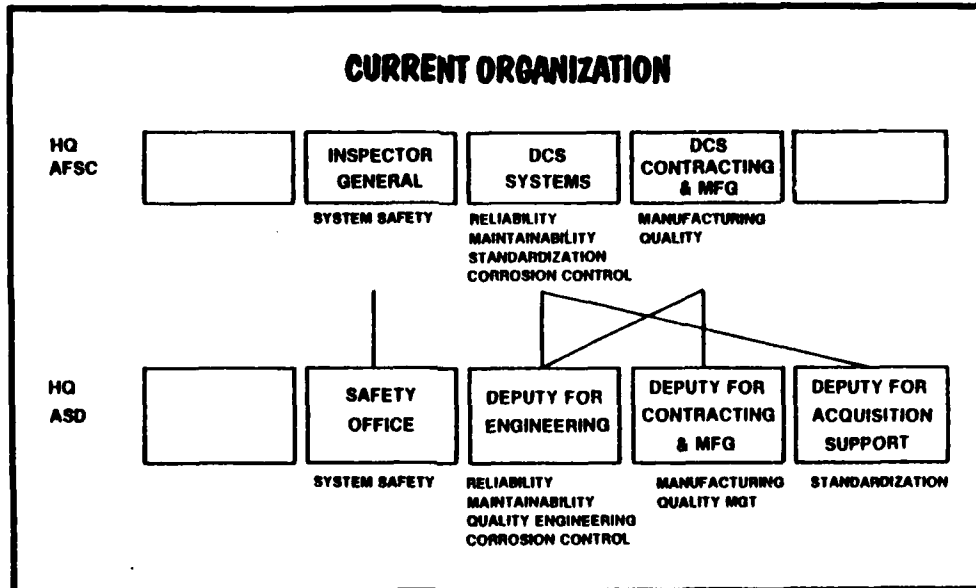 CURRENT ORGANIZATION
HQ
AFSC
INSPECTOR
GENERAL
DCS
SYSTEMS
DCS
CONTRACTING
& MFG
SYSTEM SAFETY
RELIABILITY
MAINTAINABILITY
STANDARDIZATION
CORROSION CONTROL
MANUFACTURING
QUALITY
HQ
ASD
SAFETY
OFFICE
DEPUTY FOR
ENGINEERING
DEPUTY FOR
CONTRACTING
& MFG
DEPUTY FOR
ACQUISITION
SUPPORT
SYSTEM SAFETY
RELIABILITY
MAINTAINABILITY
QUALITY ENGINEERING
CORROSION CONTROL
MANUFACTURING
QUALITY MGT
STANDARDIZATION